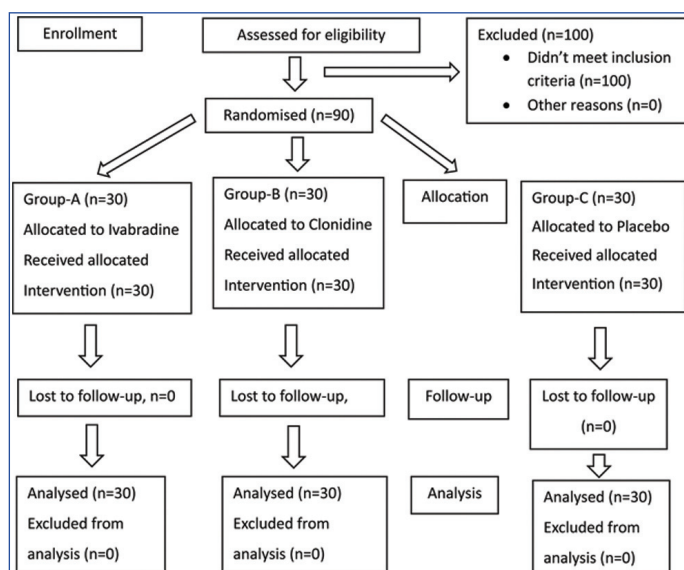 Enrollment
Assessed for eligibility
Excluded (n=100)
• Didn't meet inclusion
criteria (n=100)
• Other reasons (n=0)
Randomised (n=90)
Group-A (n=30)
Allocated to Ivabradine
Received allocated
Intervention (n=30)
Group-B (n=30)
Allocated to Clonidine
Received allocated
Intervention (n=30)
Allocation
Group-C (n=30)
Allocated to Placebo
Received allocated
Intervention (n=30)
Lost to follow-up, n=0
Lost to follow-up,
Follow-up
Lost to follow-up
(n=0)
Analysed (n=30)
Excluded from
analysis (n=0)
Analysed (n=30)
Excluded from
analysis (n=0)
Analysis
Analysed (n=30)
Excluded from
analysis (n=0)